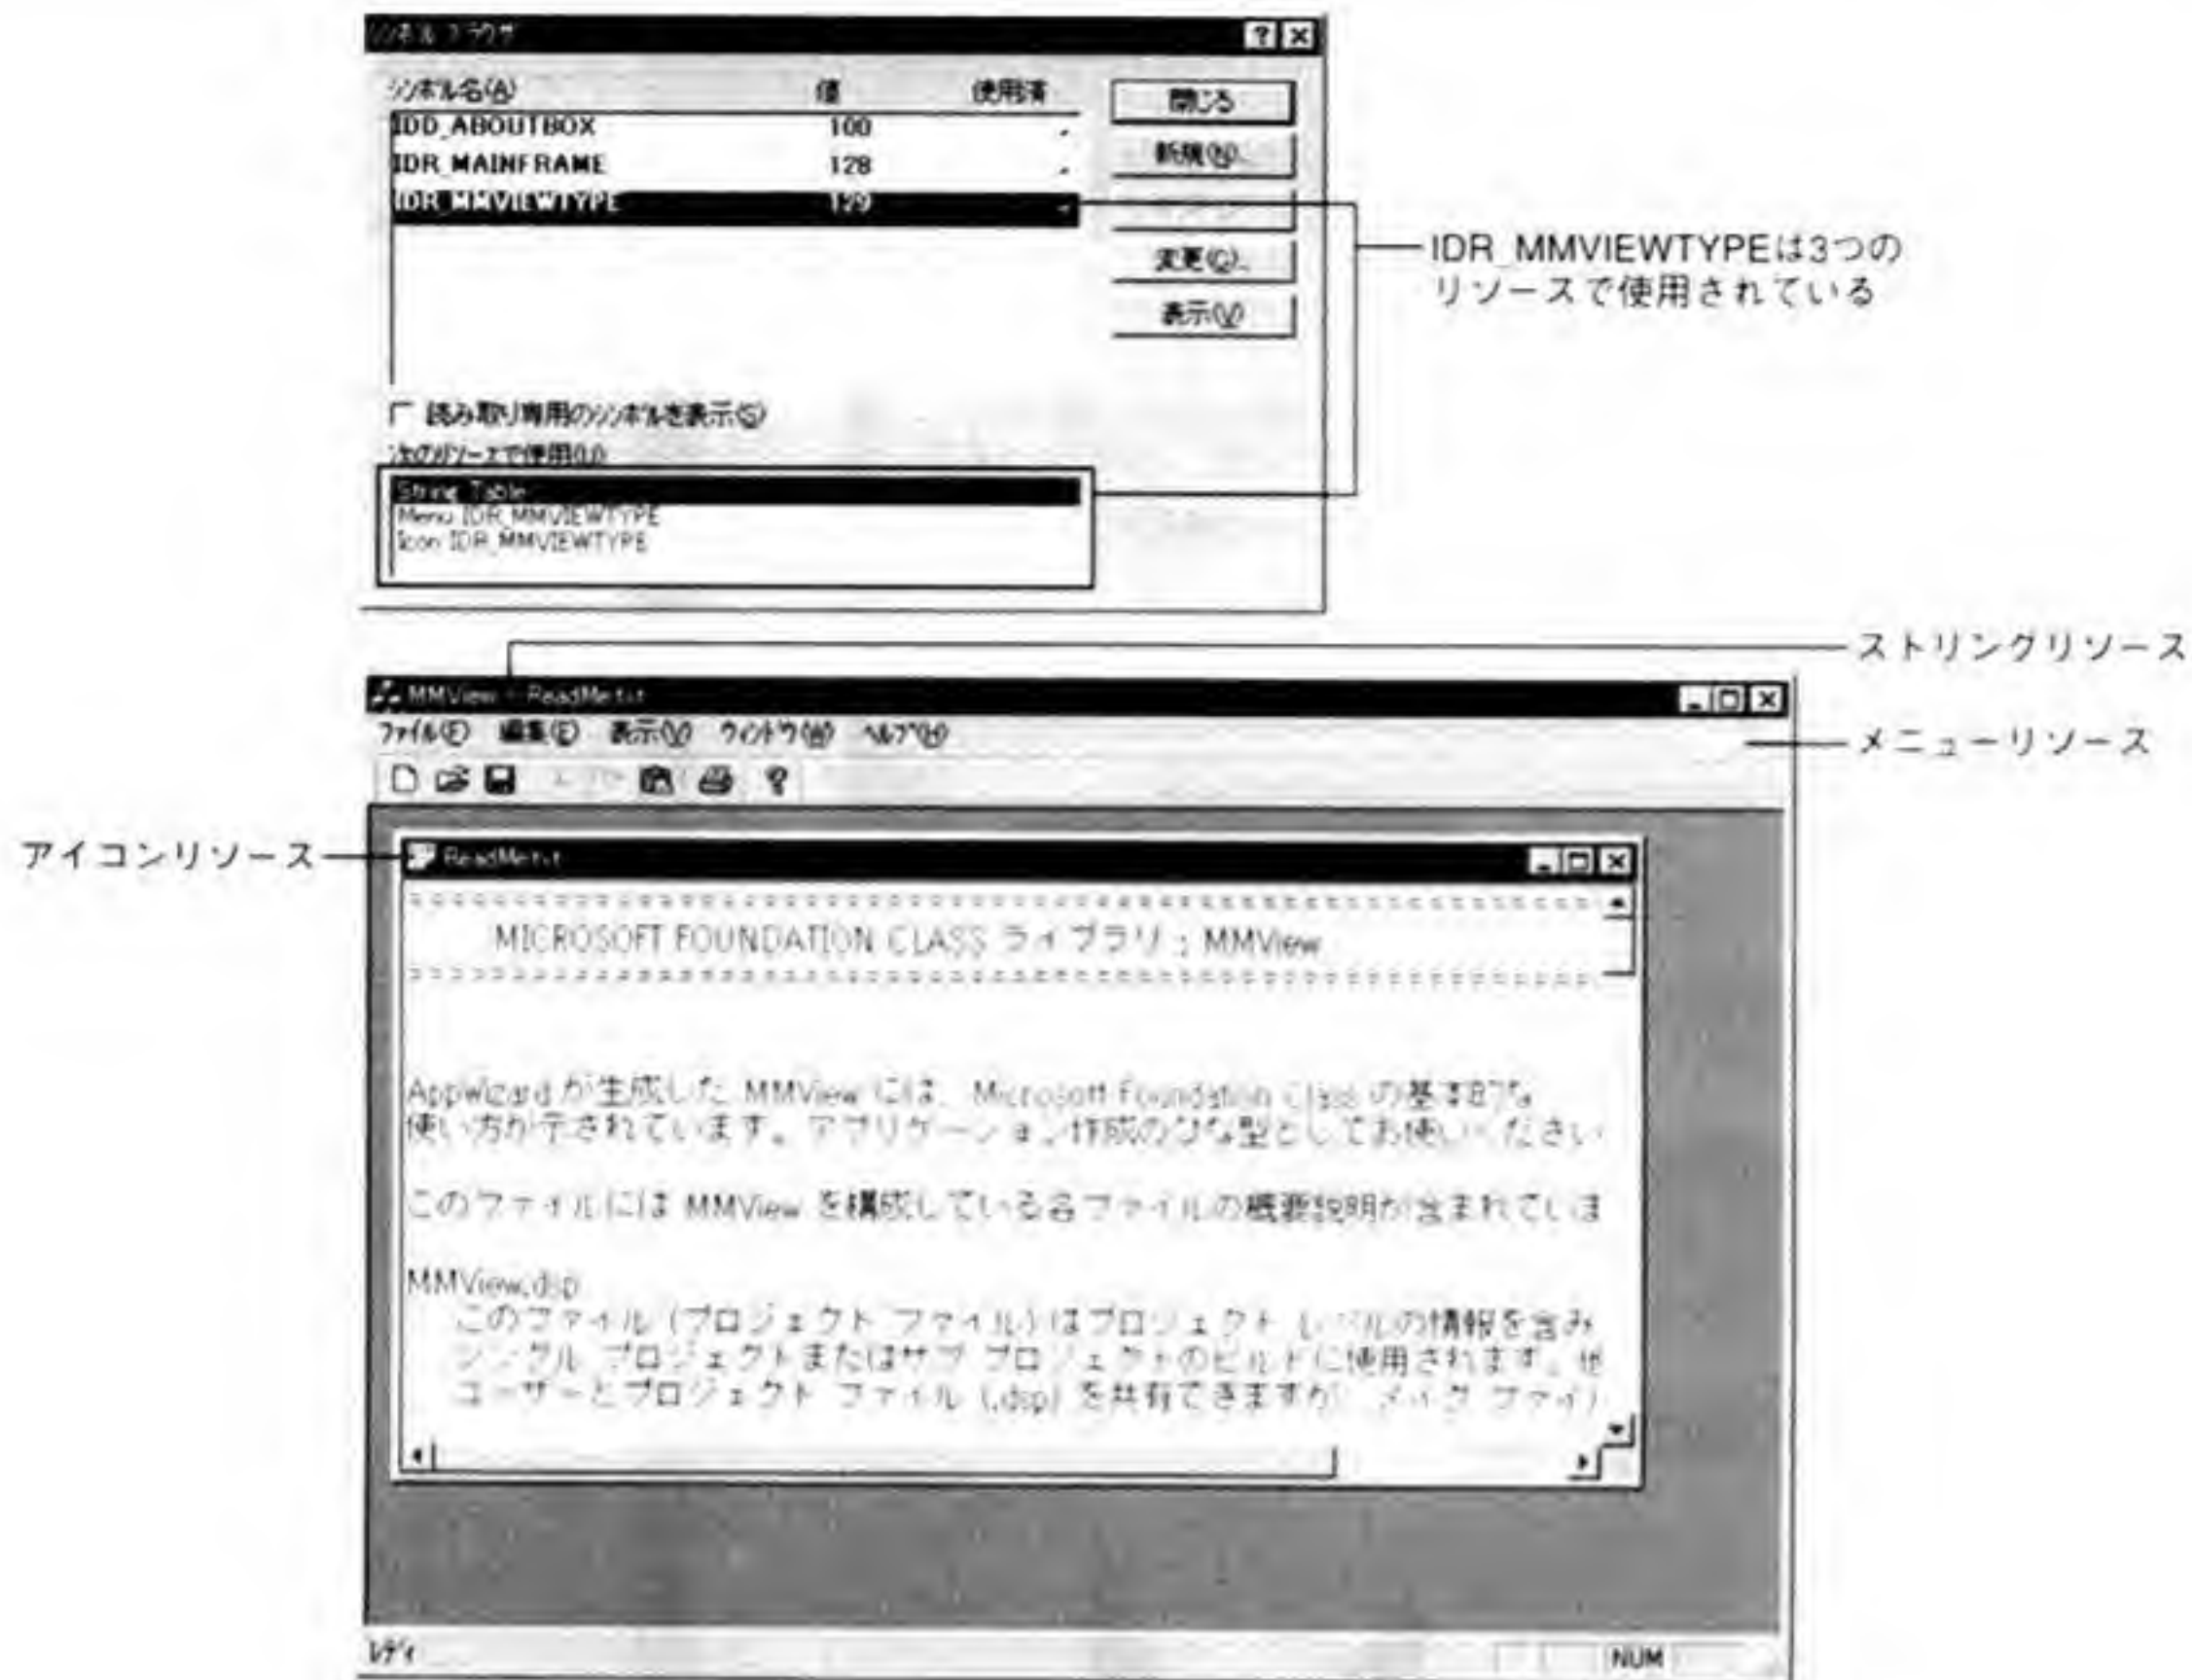 シンボル ブラウザ
シンボル名(A) 値 使用済
IDD_ABOUTBOX 100
IDR_MAINFRAME 128
IDR_MMVIEWTYPE 129
閉じる
新規(N)...
変更(C)...
表示(V)
IDR_MMVIEWTYPEは3つの
リソースで使用されている
読み取り専用のシンボルを表示(S)
次のリソースで使用(U)
String Table
Menu IDR_MMVIEWTYPE
Icon IDR_MMVIEWTYPE
ストリングリソース
MMView - ReadMe.txt
ファイル(F) 編集(E) 表示(V) ウィンドウ(W) ヘルプ(H)
メニューリソース
アイコンリソース
ReadMe.txt
MICROSOFT FOUNDATION CLASS ライブラリ : MMView
AppWizard が生成した MMView には、Microsoft Foundation Class の基本的な
使い方が示されています。アプリケーション作成のひな型としてお使いください
このファイルには MMView を構成している各ファイルの概要説明が含まれていま
MMView.dsp
このファイル (プロジェクト ファイル) はプロジェクト レベルの情報を含み
シングル プロジェクトまたはサブ プロジェクトのビルドに使用されます。他
ユーザーとプロジェクト ファイル (.dsp) を共有できますが、メイク ファイ
レディ
NUM